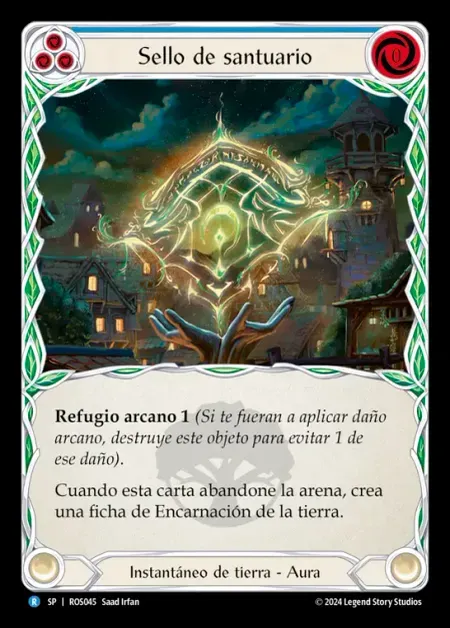 Sello de santuario
0
Refugio arcano 1 (Si te fueran a aplicar daño
arcano, destruye este objeto para evitar 1 de
ese daño).
Cuando esta carta abandone la arena, crea
una ficha de Encarnación de la tierra.
Instantáneo de tierra - Aura
R SP | ROS045 Saad Irfan
© 2024 Legend Story Studios